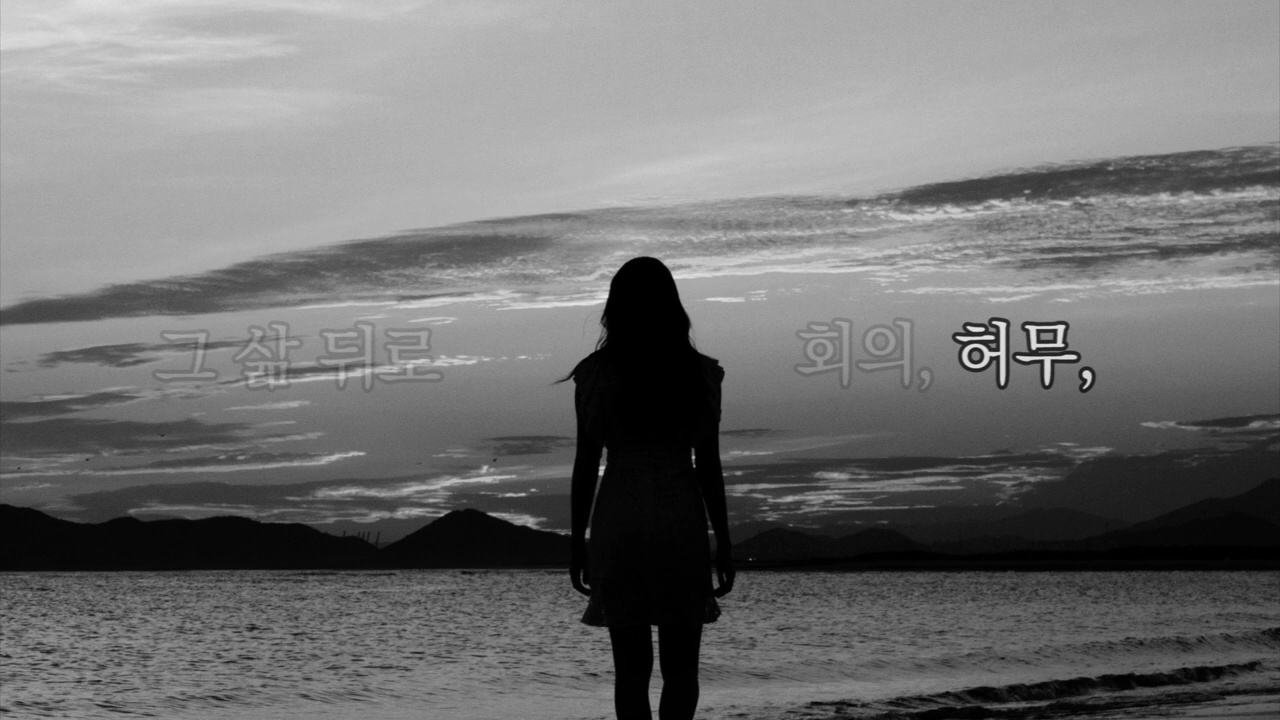 그 삶 뒤로 회의, 허무,